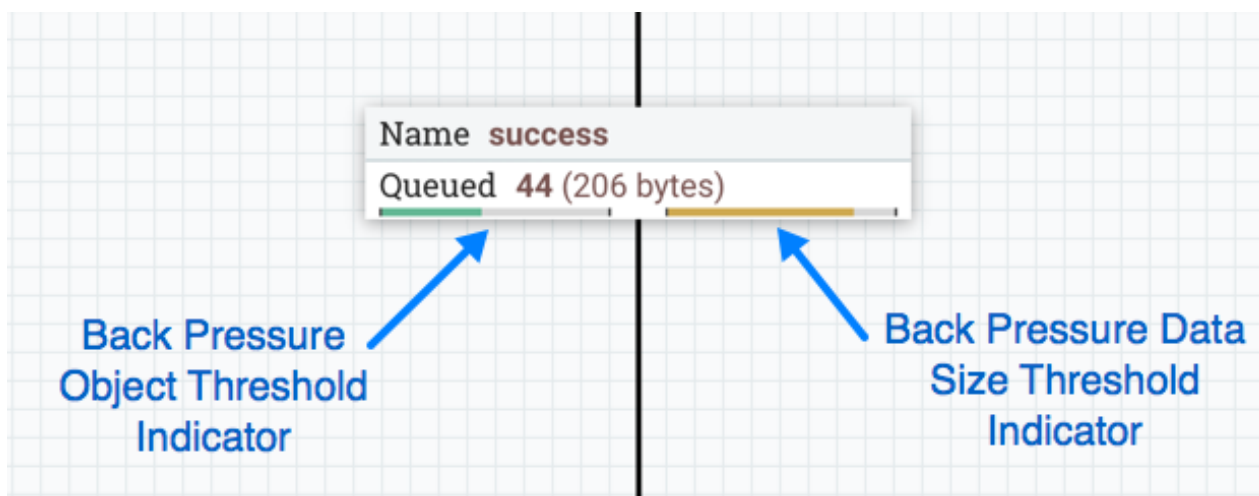 Name success
Queued 44 (206 bytes)
Back Pressure
Object Threshold
Indicator
Back Pressure Data
Size Threshold
Indicator